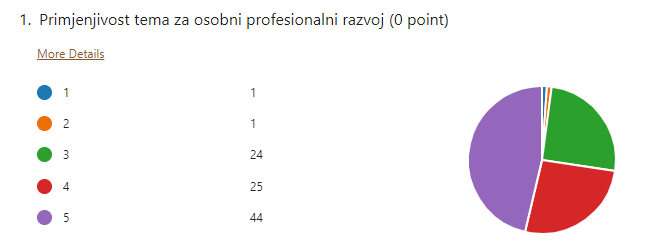 1. Primjenjivost tema za osobni profesionalni razvoj (0 point)
More Details
1 1
2 1
3 24
4 25
5 44